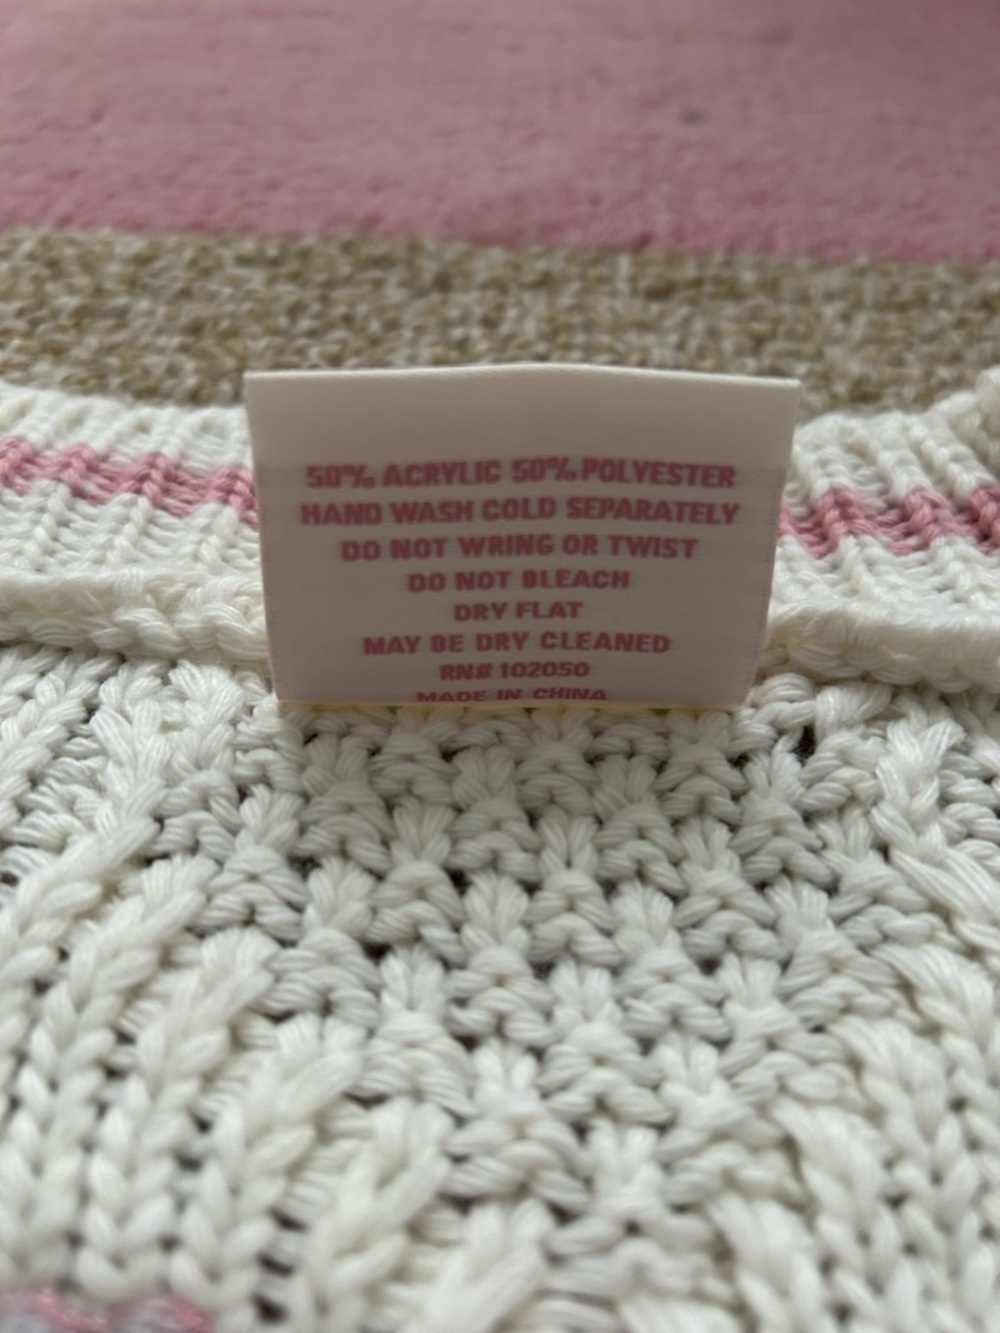 50% ACRYLIC 50% POLYESTER
HAND WASH COLD SEPARATELY
DO NOT WRING OR TWIST
DO NOT BLEACH
DRY FLAT
MAY BE DRY CLEANED
RN# 102050
MADE IN CHINA